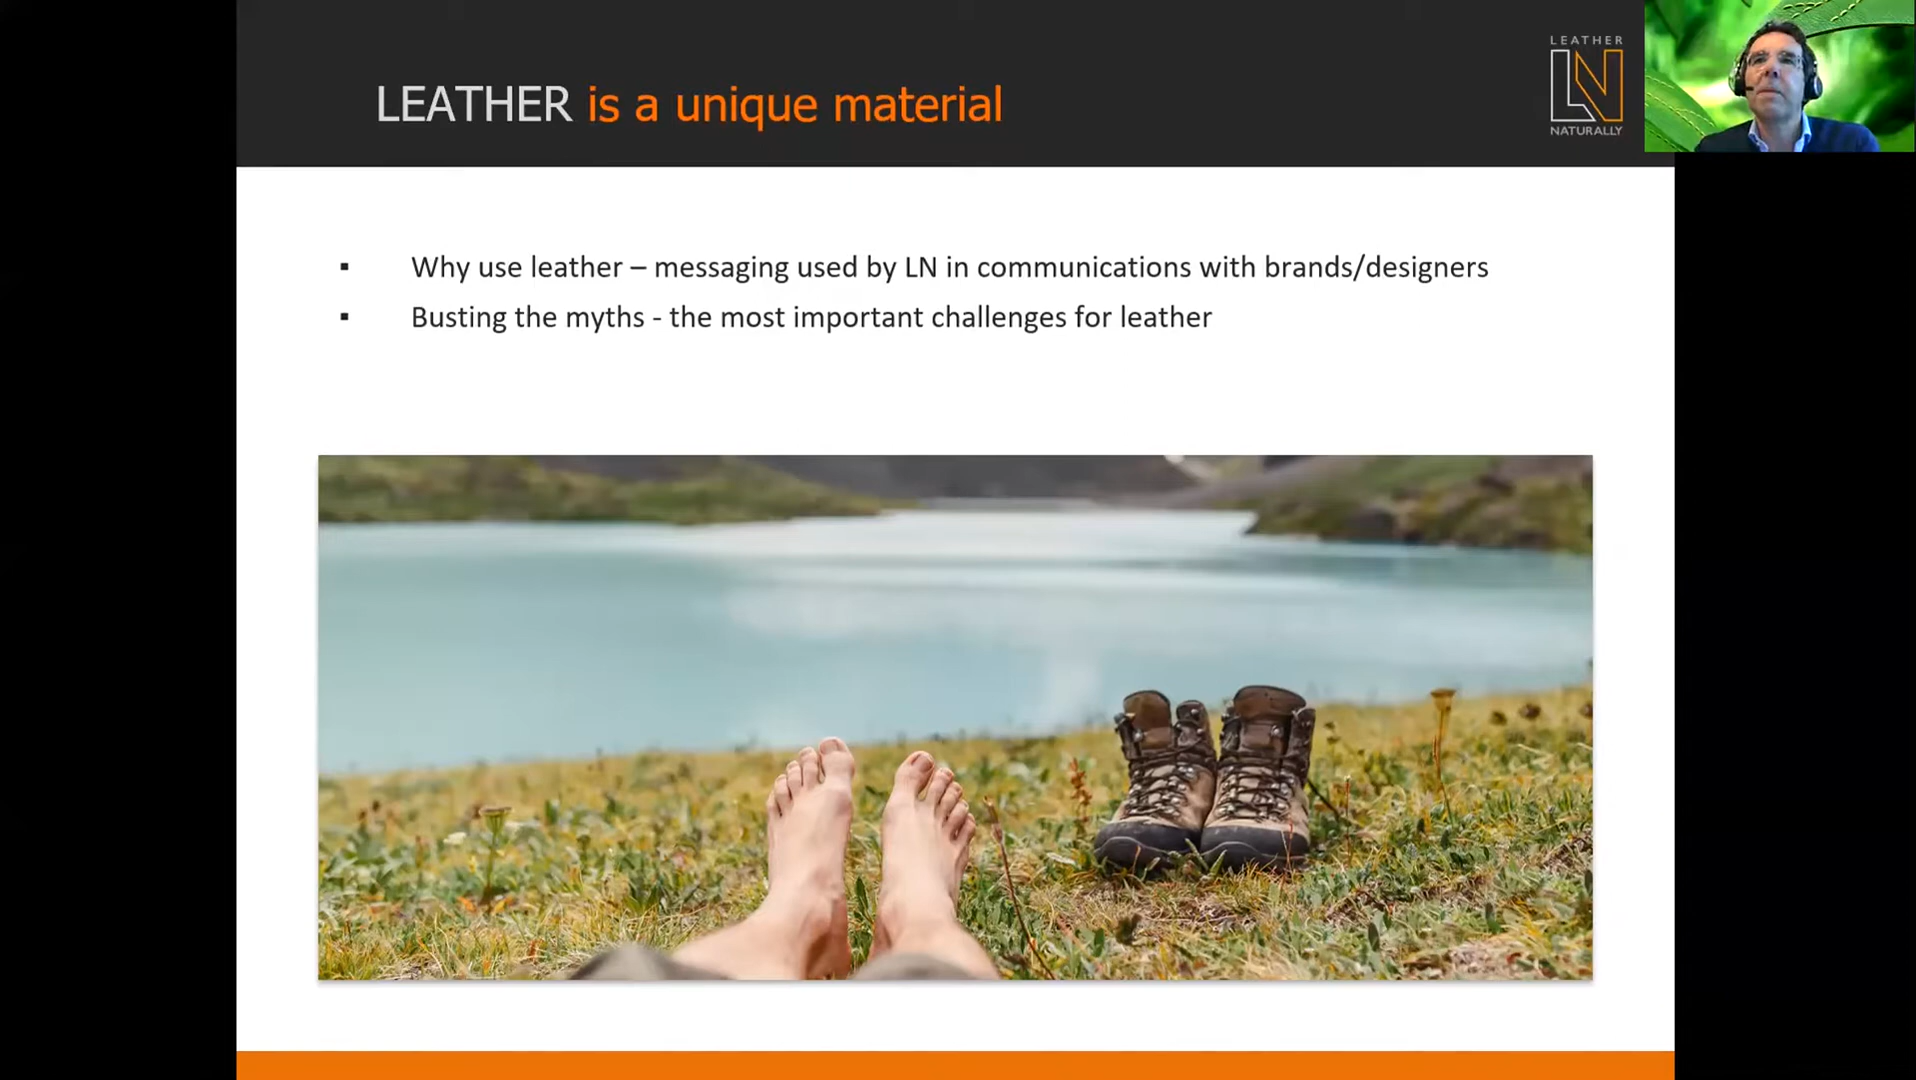 LEATHER is a unique material
LEATHER
LN
NATURALLY
▪ Why use leather – messaging used by LN in communications with brands/designers
▪ Busting the myths - the most important challenges for leather